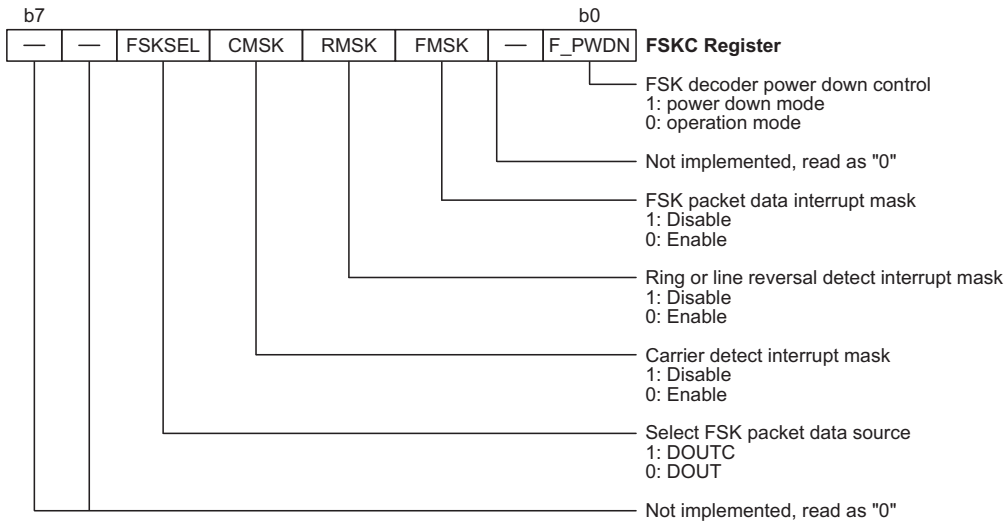 b7 b0
— — FSKSEL CMSK RMSK FMSK — F_PWDN FSKC Register
FSK decoder power down control
1: power down mode
0: operation mode
Not implemented, read as "0"
FSK packet data interrupt mask
1: Disable
0: Enable
Ring or line reversal detect interrupt mask
1: Disable
0: Enable
Carrier detect interrupt mask
1: Disable
0: Enable
Select FSK packet data source
1: DOUTC
0: DOUT
Not implemented, read as "0"